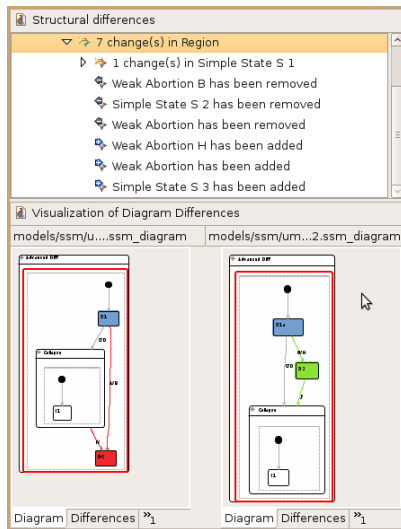 Structural differences
7 change(s) in Region
1 change(s) in Simple State S 1
Weak Abortion B has been removed
Simple State S 2 has been removed
Weak Abortion has been removed
Weak Abortion H has been added
Weak Abortion has been added
Simple State S 3 has been added
Visualization of Diagram Differences
models/ssm/u....ssm_diagram models/ssm/um...2.ssm_diagram
Advanced Diff Advanced Diff
S1
Collapse
I1
Collapse
I1
Diagram Differences »1 Diagram Differences »1